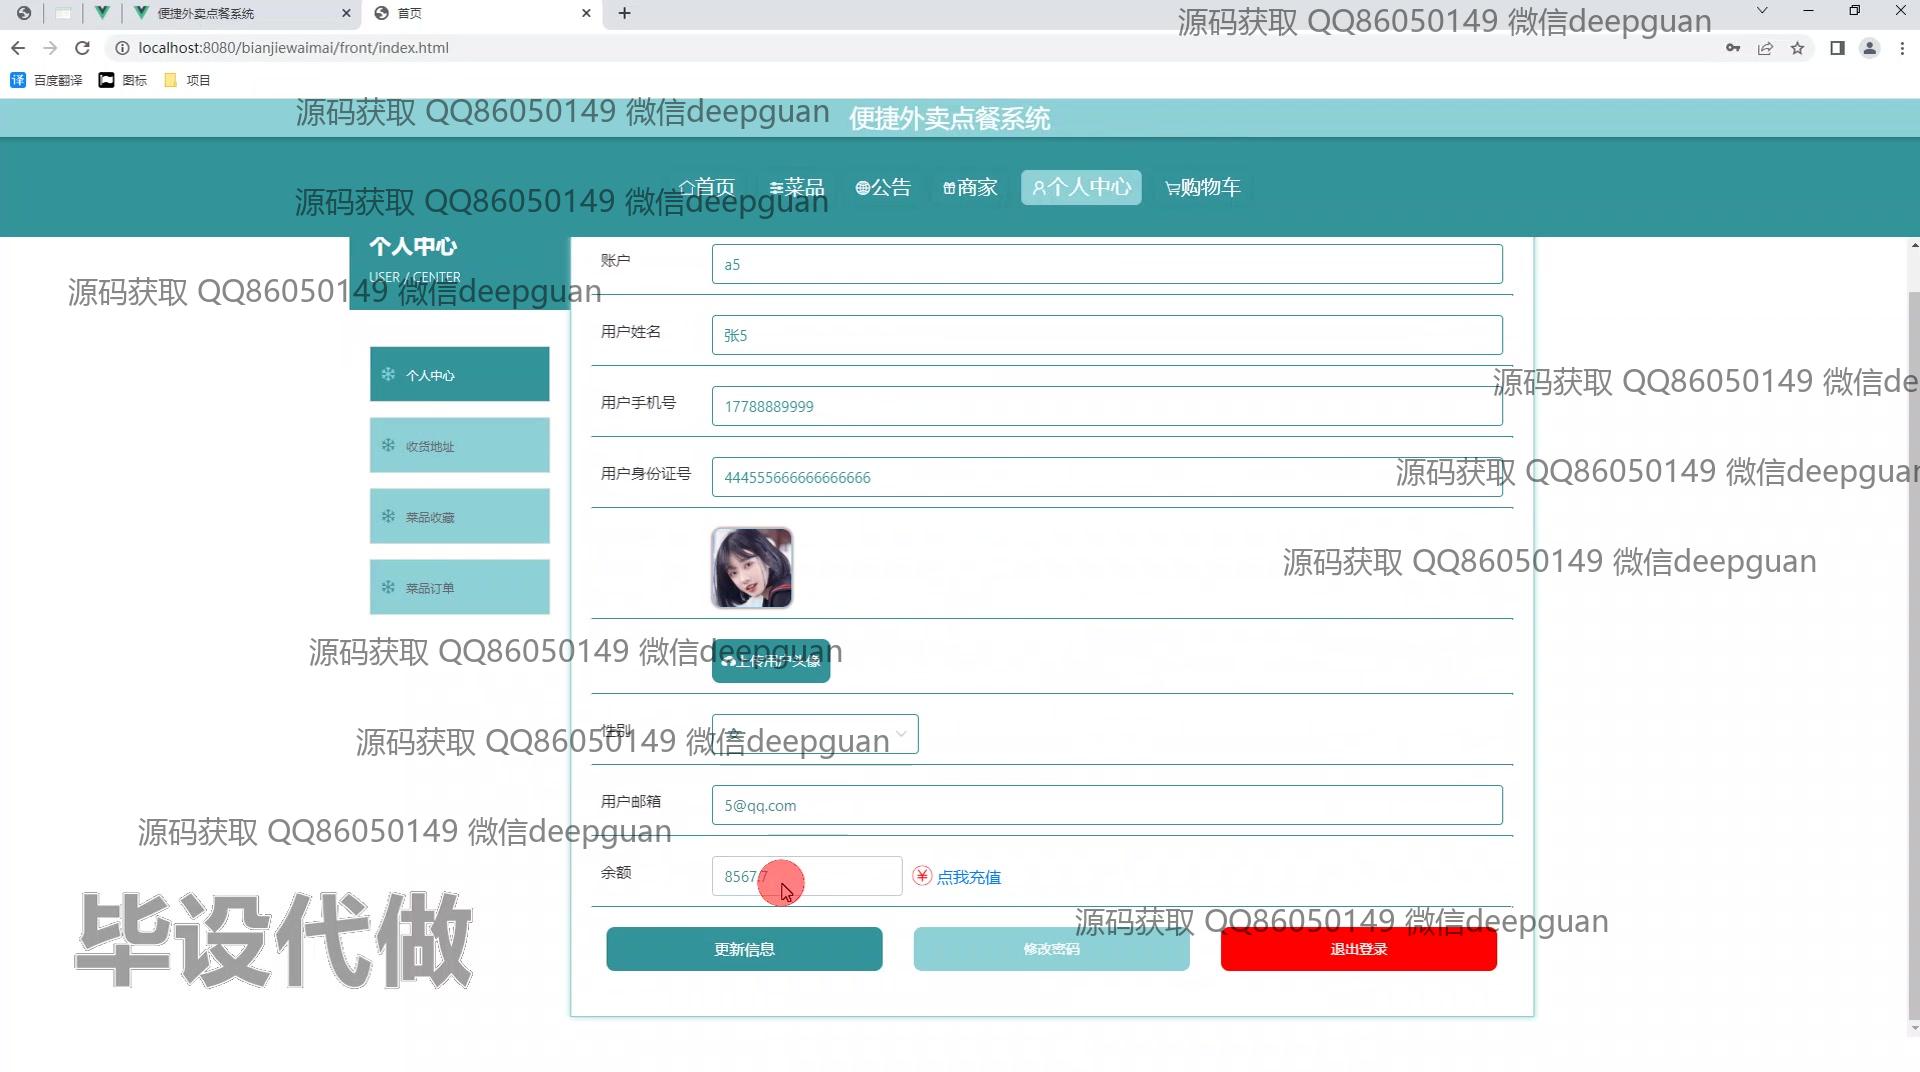 便捷外卖点餐系统
首页
源码获取 QQ86050149 微信deepguan
localhost:8080/bianjiewaimai/front/index.html
百度翻译
图标
项目
源码获取 QQ86050149 微信deepguan
便捷外卖点餐系统
首页
菜品
公告
商家
个人中心
购物车
源码获取 QQ86050149 微信deepguan
个人中心
USER / CENTER
账户
a5
源码获取 QQ86050149 微信deepguan
用户姓名
张5
个人中心
源码获取 QQ86050149 微信de
用户手机号
17788889999
收货地址
用户身份证号
444555666666666666
源码获取 QQ86050149 微信deepguan
菜品收藏
源码获取 QQ86050149 微信deepguan
菜品订单
源码获取 QQ86050149 微信deepguan
上传用户头像
性别
女
源码获取 QQ86050149 微信deepguan
用户邮箱
5@qq.com
源码获取 QQ86050149 微信deepguan
余额
8567.7
点我充值
源码获取 QQ86050149 微信deepguan
毕设代做
更新信息
修改密码
退出登录